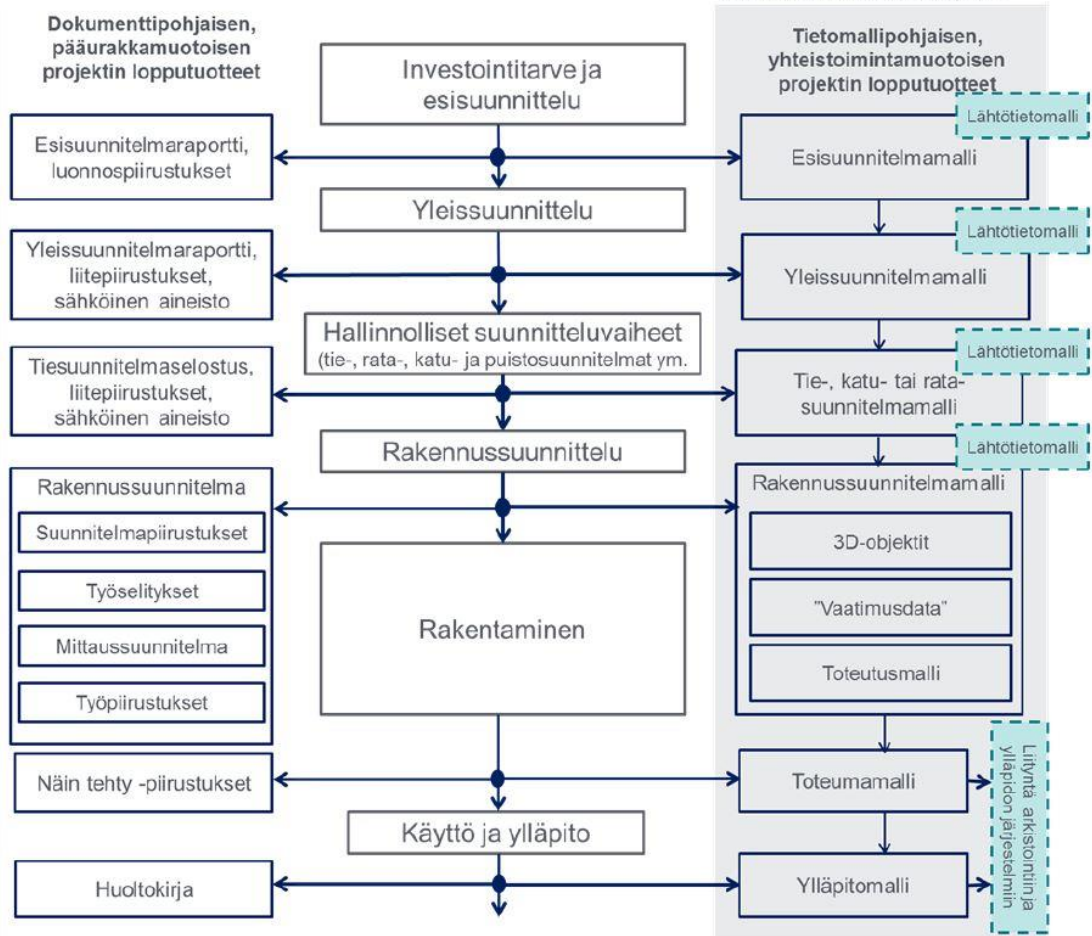 Dokumenttipohjaisen,
pääurakkamuotoisen
projektin lopputuotteet
Tietomallipohjaisen,
yhteistoimintamuotoisen
projektin lopputuotteet
Investointitarve ja
esisuunnittelu
Lähtötietomalli
Esisuunnitelmaraportti,
luonnospiirustukset
Esisuunnitelmamalli
Yleissuunnittelu
Lähtötietomalli
Yleissuunnitelmaraportti,
liitepiirustukset,
sähköinen aineisto
Yleissuunnitelmamalli
Hallinnolliset suunnitteluvaiheet
(tie-, rata-, katu- ja puistosuunnitelmat ym.
Lähtötietomalli
Tiesuunnitelmaselostus,
liitepiirustukset,
sähköinen aineisto
Tie-, katu- tai rata-
suunnitelmamalli
Rakennussuunnittelu
Lähtötietomalli
Rakennussuunnitelma
Suunnitelmapiirustukset
Työselitykset
Mittaussuunnitelma
Työpiirustukset
Rakentaminen
Rakennussuunnitelmamalli
3D-objektit
"Vaatimusdata"
Toteutusmalli
Näin tehty -piirustukset
Toteumamalli
Liityntä arkistointiin ja
ylläpidon järjestelmiin
Käyttö ja ylläpito
Huoltokirja
Ylläpitomalli